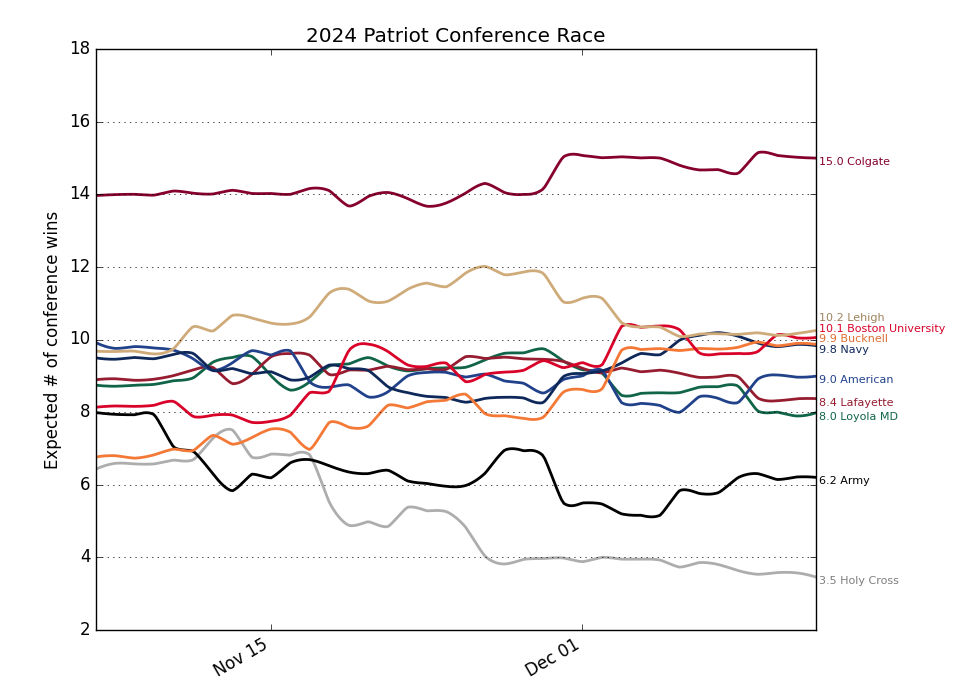 2024 Patriot Conference Race
Expected # of conference wins
18
16
14
12
10
8
6
4
2
Nov 15
Dec 01
15.0 Colgate
10.2 Lehigh
10.1 Boston University
9.9 Bucknell
9.8 Navy
9.0 American
8.4 Lafayette
8.0 Loyola MD
6.2 Army
3.5 Holy Cross